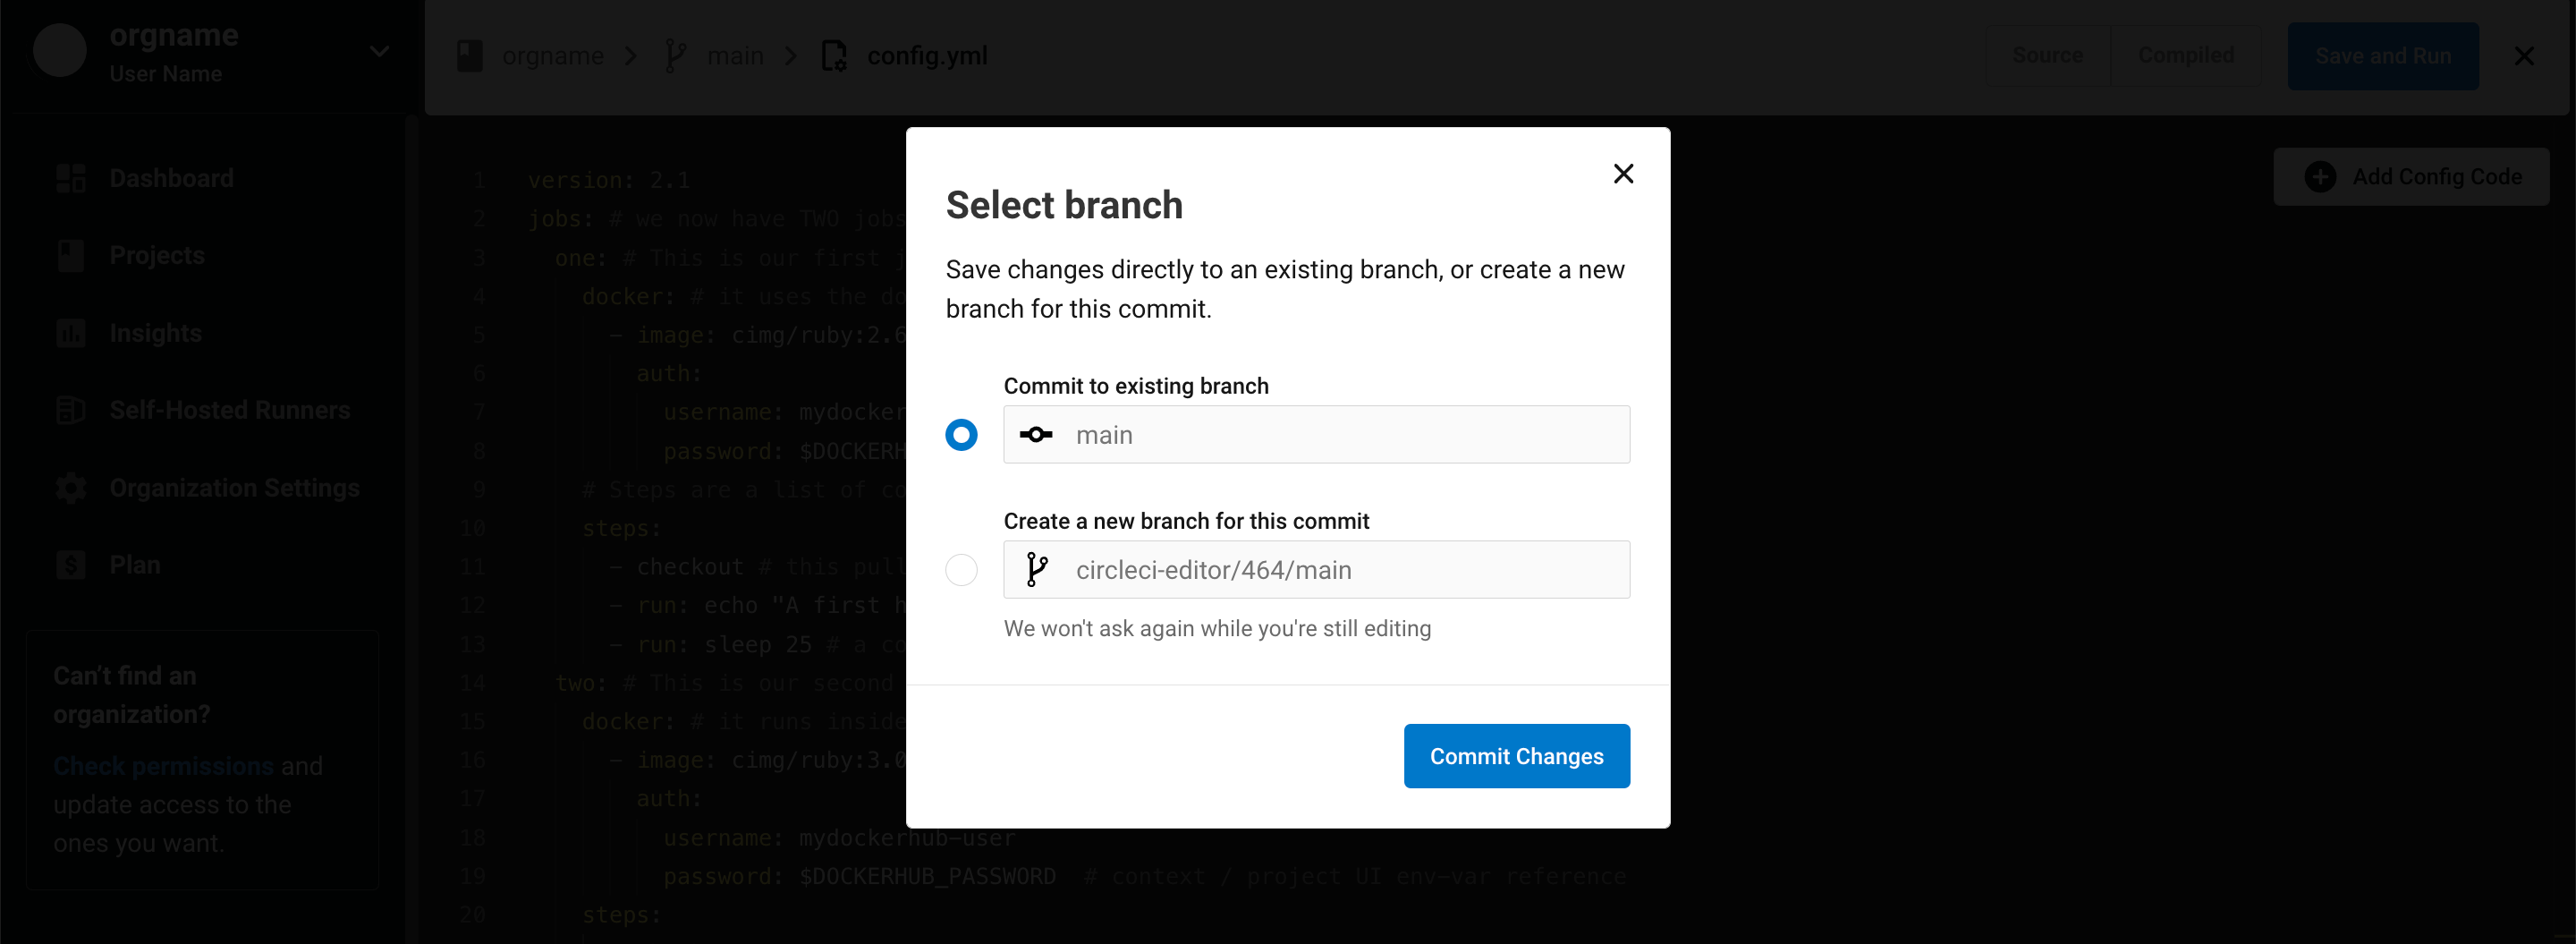 orgname
User Name
orgname
main
config.yml
Source
Compiled
Save and Run
Dashboard
Projects
Insights
Self-Hosted Runners
Organization Settings
Plan
Can't find an
organization?
Check permissions and
update access to the
ones you want.
Add Config Code
1 version: 2.1
2 jobs: # we now have TWO jobs
3 one: # This is our first
4 docker: # it uses the
5 - image: cimg/ruby:2.6
6 auth:
7 username: mydocker
8 password: $DOCKERH
9 # Steps are a list of
10 steps:
11 - checkout # this pul
12 - run: echo "A first
13 - run: sleep 25 # a
14 two: # This is our second
15 docker: # it runs inside
16 - image: cimg/ruby:3.0
17 auth:
18 username: mydockerhub-user
19 password: $DOCKERHUB_PASSWORD # context / project UI env-var reference
20 steps:
Select branch
Save changes directly to an existing branch, or create a new
branch for this commit.
Commit to existing branch
main
Create a new branch for this commit
circleci-editor/464/main
We won't ask again while you're still editing
Commit Changes